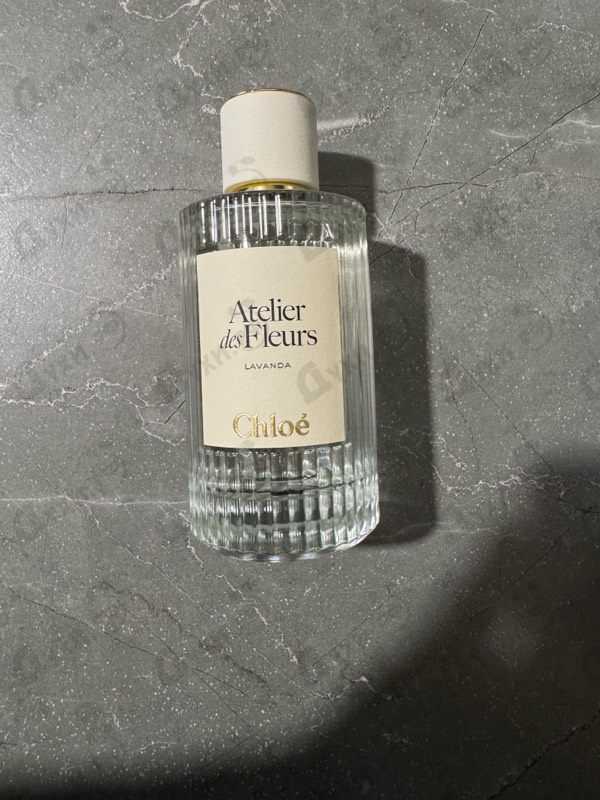 Atelier
des Fleurs
LAVANDA
Chloé